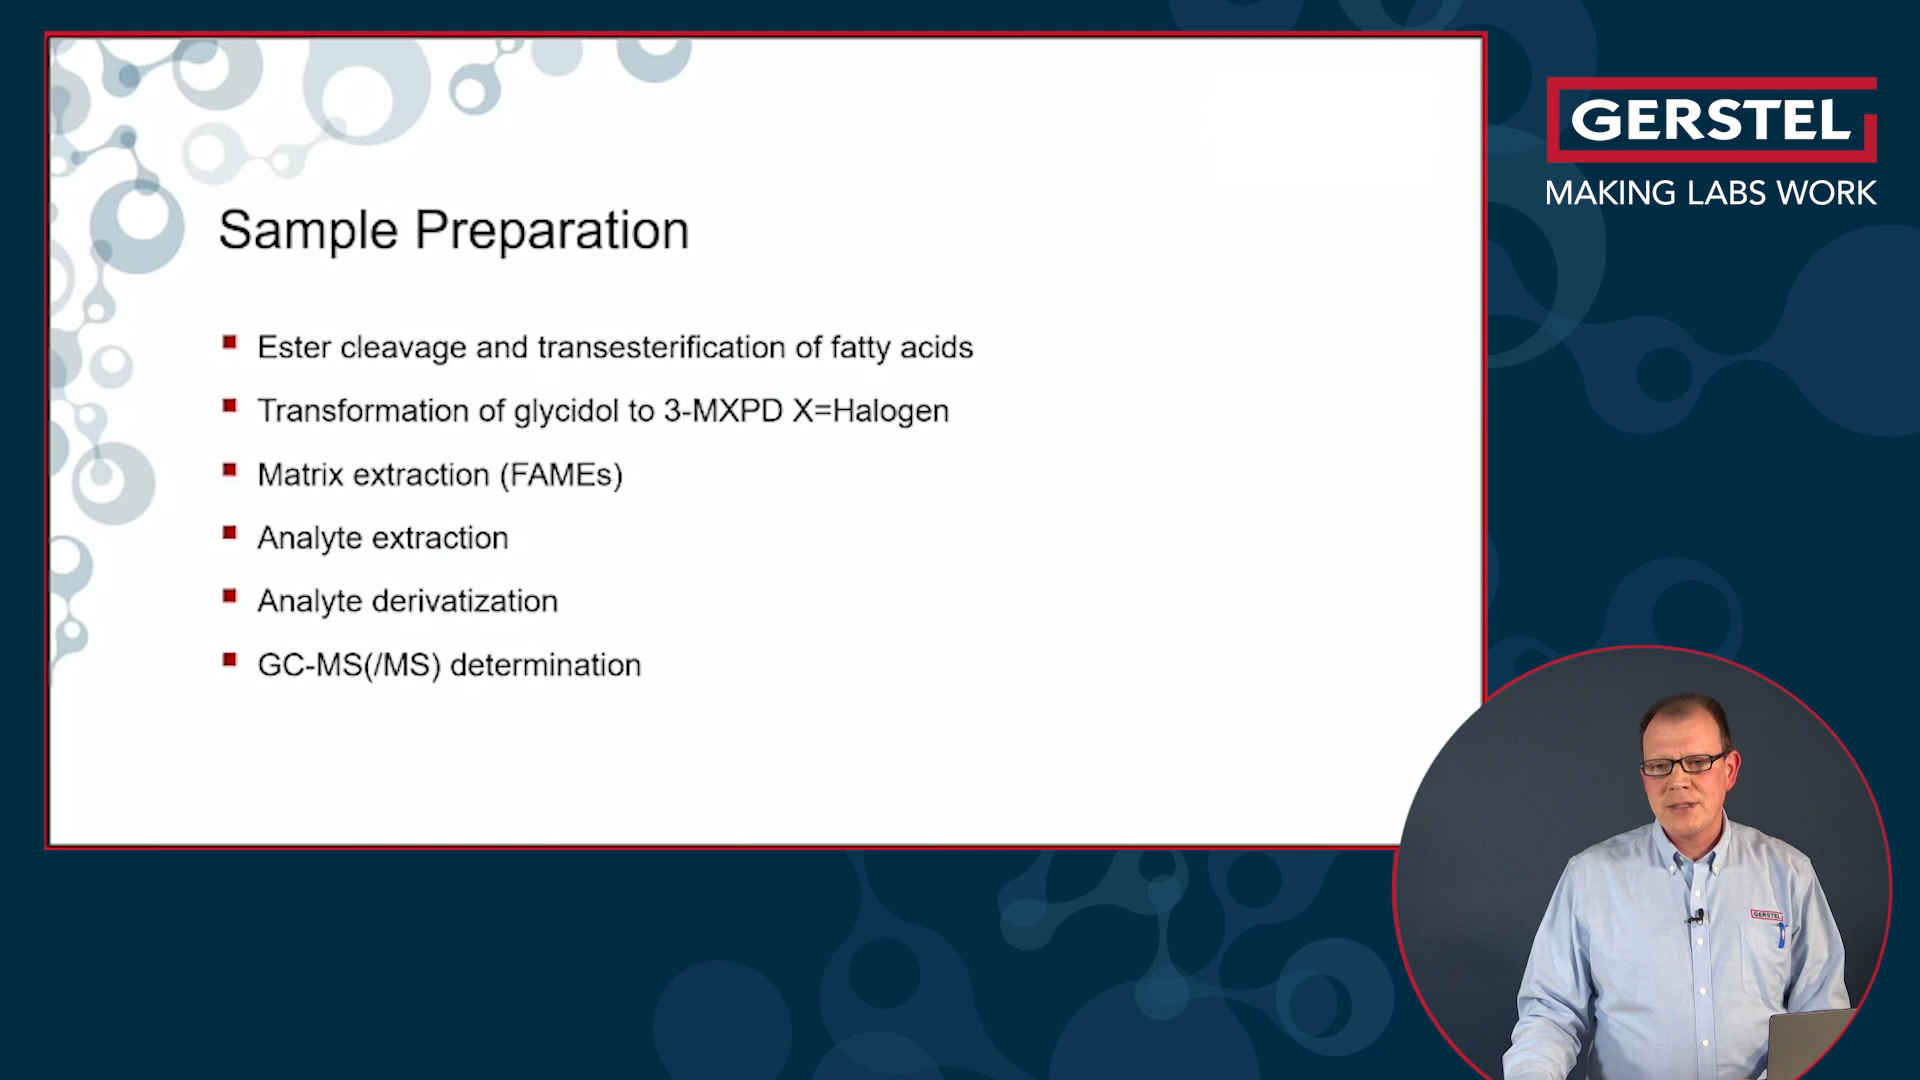 Sample Preparation
Ester cleavage and transesterification of fatty acids
Transformation of glycidol to 3-MXPD X=Halogen
Matrix extraction (FAMEs)
Analyte extraction
Analyte derivatization
GC-MS(/MS) determination
GERSTEL
MAKING LABS WORK
GERSTEL